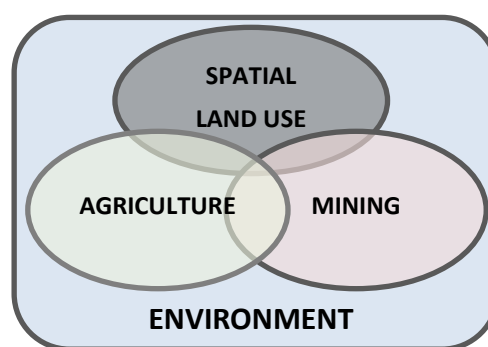 SPATIAL
LAND USE
AGRICULTURE
MINING
ENVIRONMENT